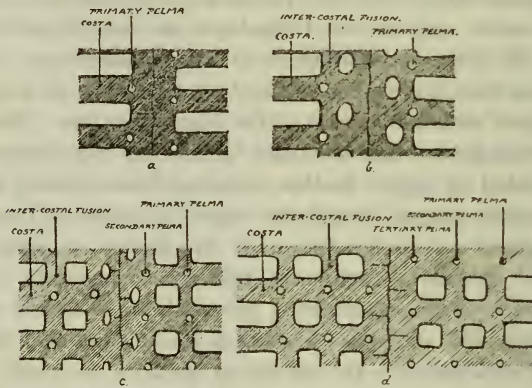 PRIMARY PELMA
COSTA
a
INTER-COSTAL FUSION.
PRIMARY PELMA.
COSTA.
b.
PRIMARY PELMA
INTER-COSTAL FUSION
SECONDARY PELMA
COSTA
c.
PRIMARY PELMA
SECONDARY PELMA
INTER-COSTAL FUSION
TERTIARY PELMA
COSTA
d.